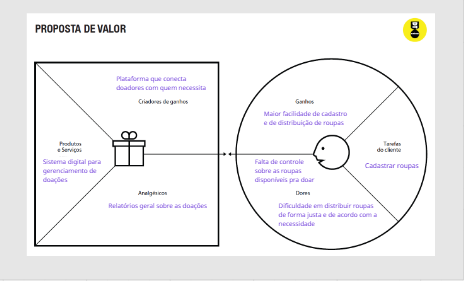 PROPOSTA DE VALOR
Plataforma que conecta
doadores com quem necessita
Criadores de ganhos
Produtos
e Serviços
Sistema digital para
gerenciamento de
doações
Analgésicos
Relatórios geral sobre as doações
Ganhos
Maior facilidade de cadastro
e de distribuição de roupas
Tarefas
do cliente
Cadastrar roupas
Falta de controle
sobre as roupas
disponíveis pra doar
Dores
Dificuldade em distribuir roupas
de forma justa e de acordo com a
necessidade